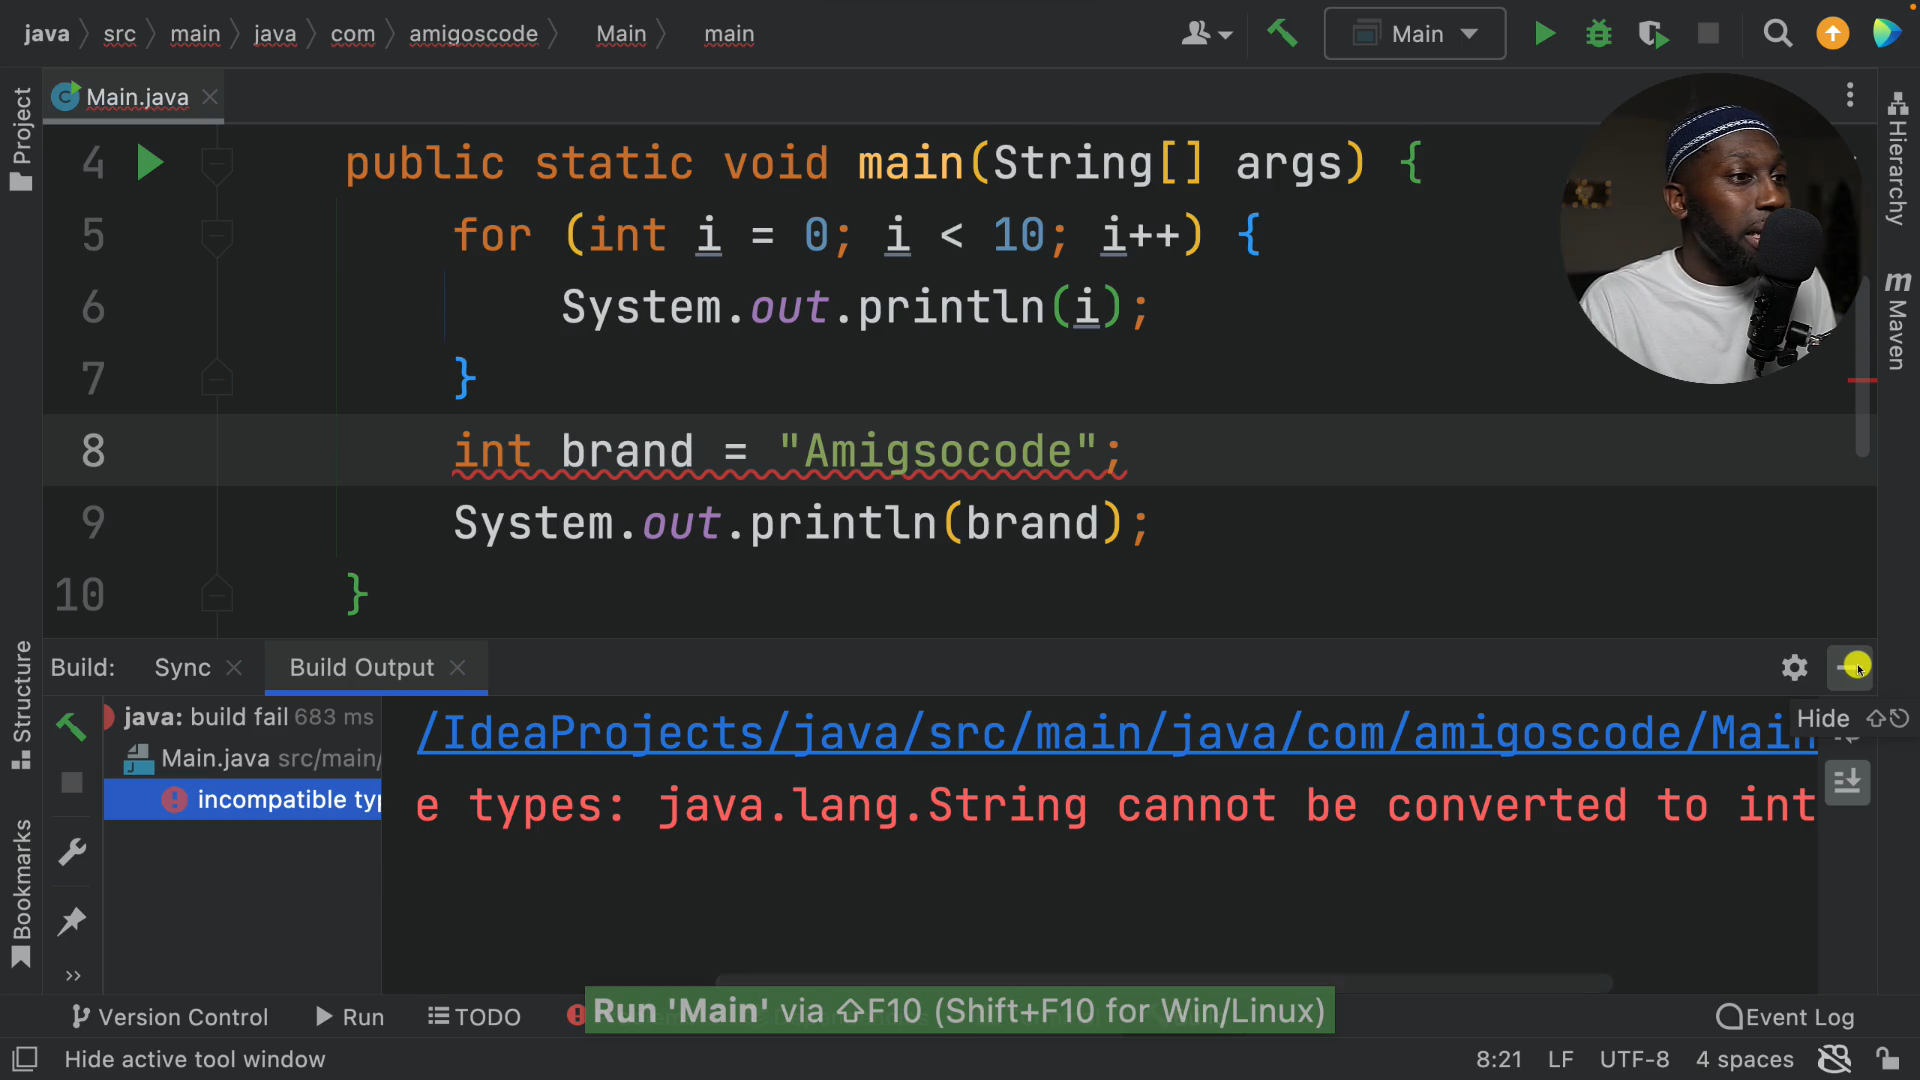 java src main java com amigoscode Main main
Main
Project
Main.java
4 public static void main(String[] args) {
5 for (int i = 0; i < 10; i++) {
6 System.out.println(i);
7 }
8 int brand = "Amigsocode";
9 System.out.println(brand);
10 }
Hierarchy
Maven
Structure
Bookmarks
Build: Sync Build Output
java: build fail 683 ms
Main.java src/main/
incompatible typ
/IdeaProjects/java/src/main/java/com/amigoscode/Main
e types: java.lang.String cannot be converted to int
Hide
Run 'Main' via ⇧F10 (Shift+F10 for Win/Linux)
Version Control Run TODO
Event Log
Hide active tool window
8:21 LF UTF-8 4 spaces